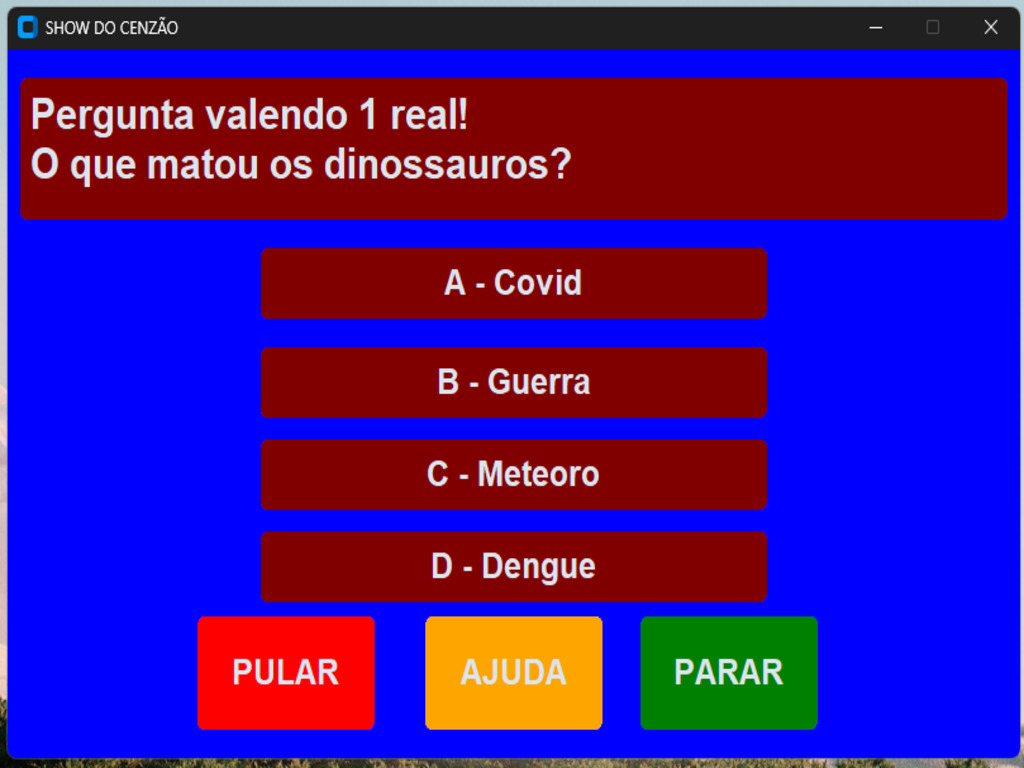 SHOW DO CENZÃO
Pergunta valendo 1 real!
O que matou os dinossauros?
A - Covid
B - Guerra
C - Meteoro
D - Dengue
PULAR
AJUDA
PARAR